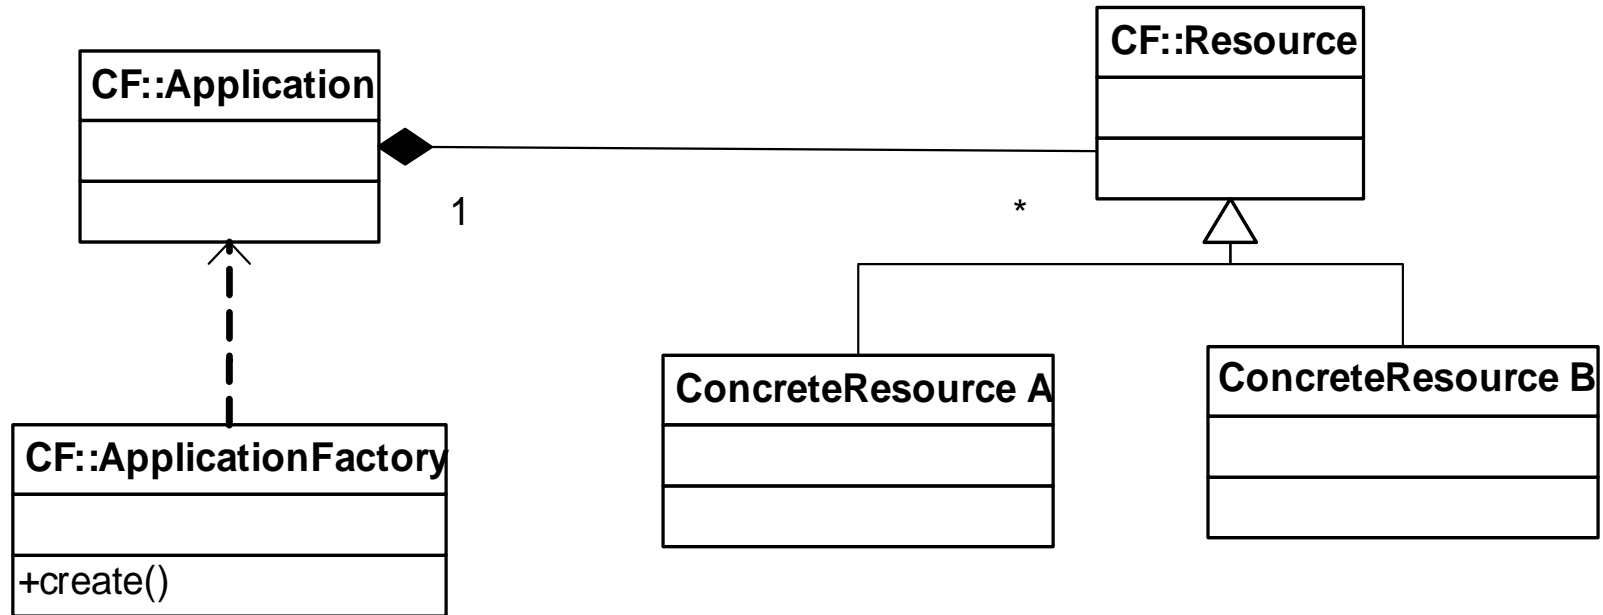 CF::Resource
CF::Application
1
*
ConcreteResource A
ConcreteResource B
CF::ApplicationFactory
+create()